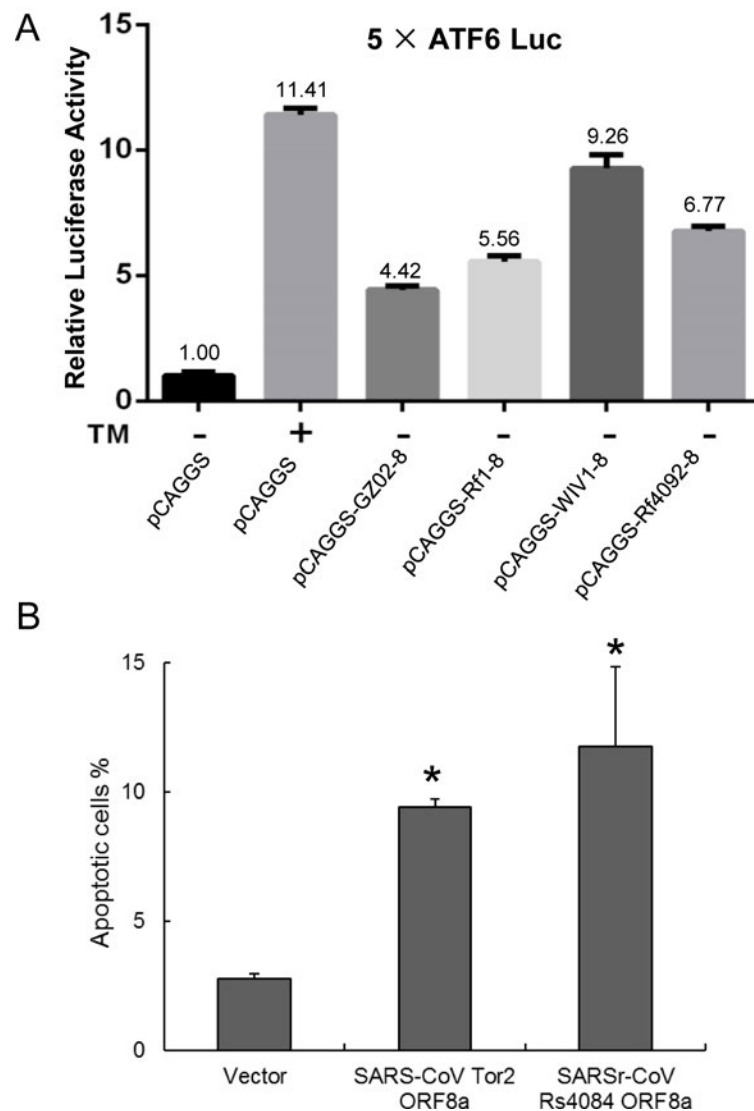 A
5 × ATF6 Luc
Relative Luciferase Activity
15
10
5
0
1.00
11.41
4.42
5.56
9.26
6.77
TM - + - - - -
pCAGGS
pCAGGS
pCAGGS-GZ02-8
pCAGGS-Rf1-8
pCAGGS-WIV1-8
pCAGGS-Rf4092-8
B
Apoptotic cells %
15
10
5
0
*
*
Vector
SARS-CoV Tor2
ORF8a
SARSr-CoV
Rs4084 ORF8a